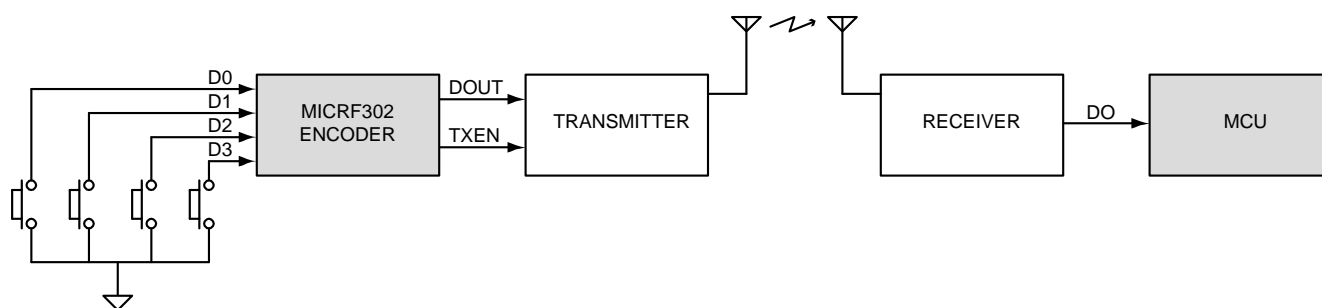 D0
D1
D2
D3
MICRF302
ENCODER
DOUT
TXEN
TRANSMITTER
RECEIVER
DO
MCU